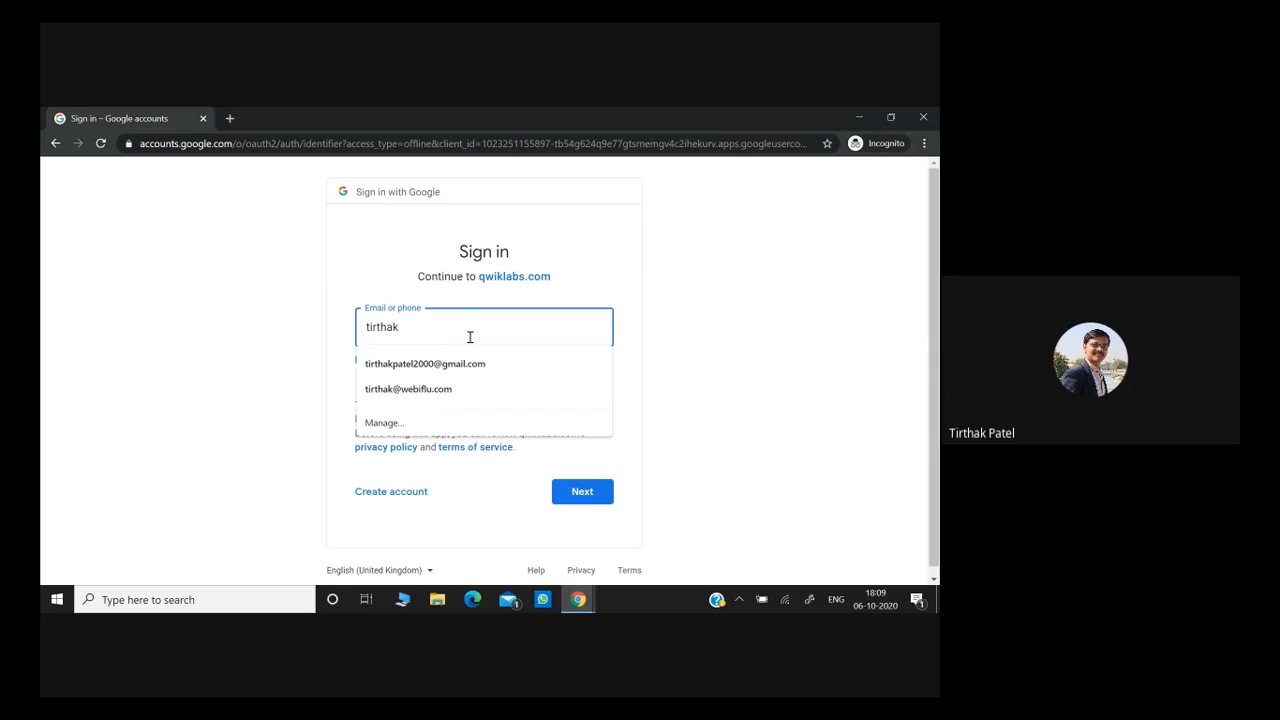 Sign in – Google accounts
accounts.google.com/o/oauth2/auth/identifier?access_type=offline&client_id=1023251155897-tb54g624q9e77gtsrnemgv4c2ihekurv.apps.googleuserco...
Incognito
Sign in with Google
Sign in
Continue to qwiklabs.com
Email or phone
tirthak
tirthakpatel2000@gmail.com
tirthak@webiflu.com
Manage...
privacy policy and terms of service.
Create account
Next
English (United Kingdom)
Help
Privacy
Terms
Type here to search
1
ENG
18:09
06-10-2020
1
Tirthak Patel